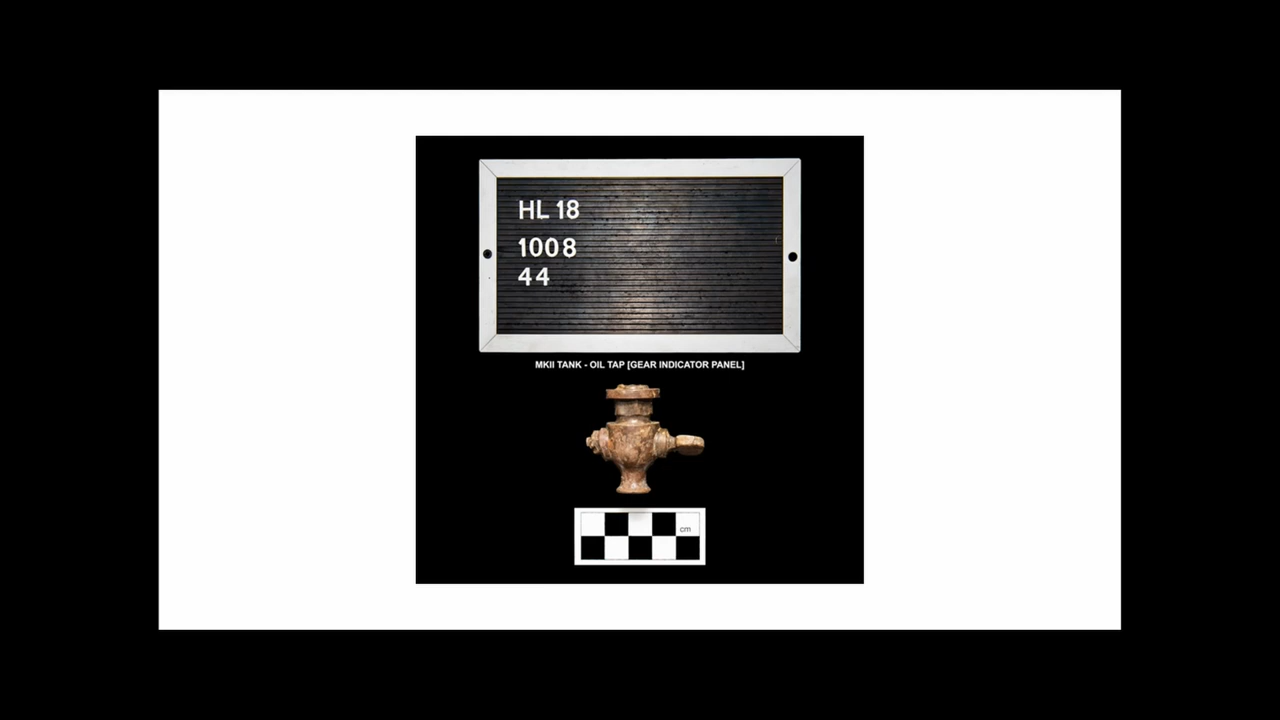 HL 18
1008
44
MKII TANK - OIL TAP [GEAR INDICATOR PANEL]
cm